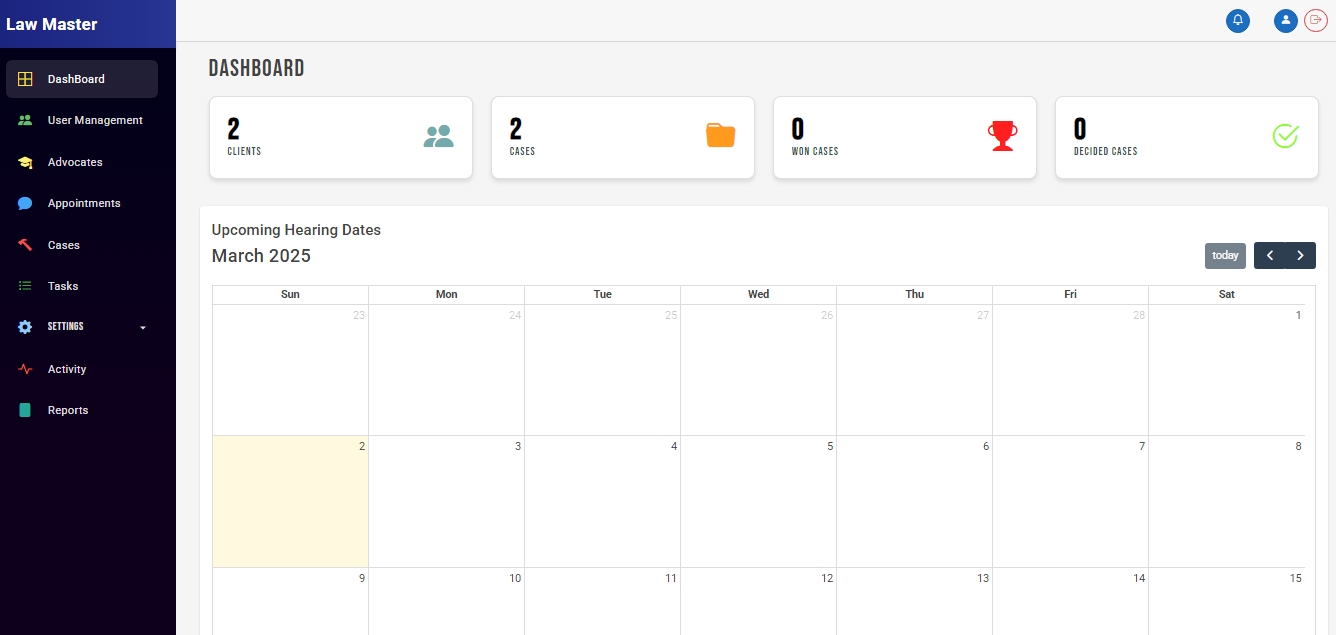 Law Master
DashBoard
User Management
Advocates
Appointments
Cases
Tasks
SETTINGS
Activity
Reports
DASHBOARD
2
CLIENTS
2
CASES
0
WON CASES
0
DECIDED CASES
Upcoming Hearing Dates
March 2025
today
Sun Mon Tue Wed Thu Fri Sat
23 24 25 26 27 28 1
2 3 4 5 6 7 8
9 10 11 12 13 14 15